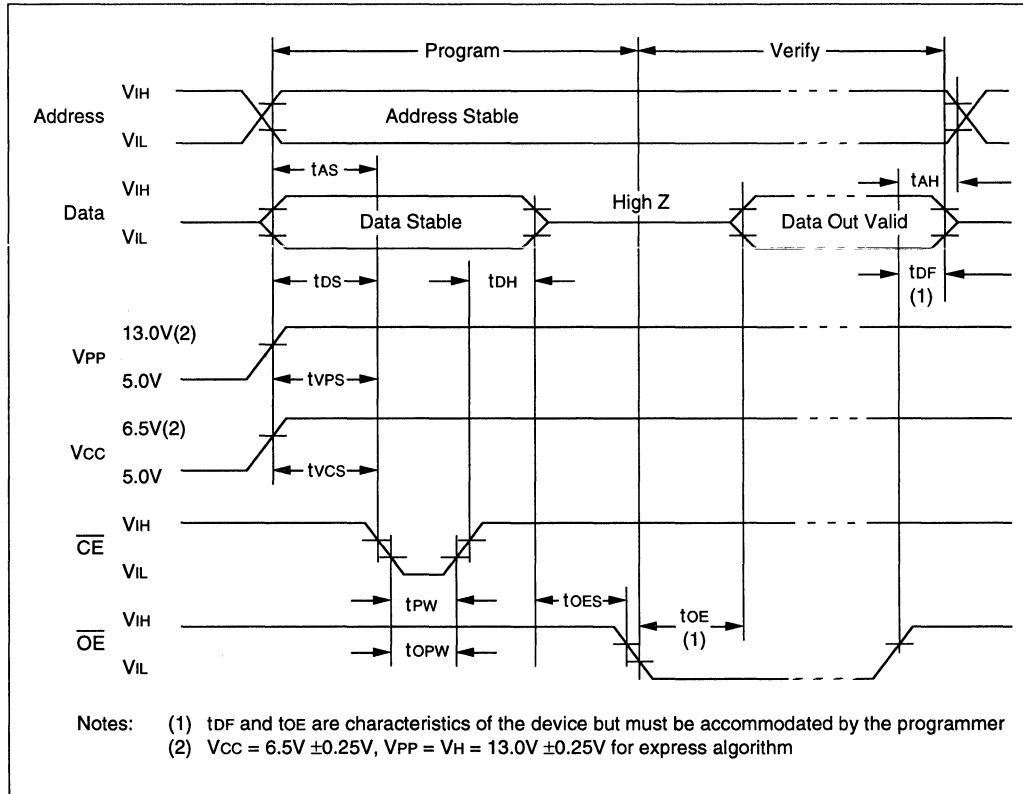 Program
Verify
Address
VIH
VIL
Address Stable
tAS
tAH
Data
VIH
VIL
Data Stable
High Z
Data Out Valid
tDS
tDH
tDF
(1)
VPP
13.0V(2)
5.0V
tVPS
VCC
6.5V(2)
5.0V
tVCS
CE
VIH
VIL
tPW
tOES
tOE
(1)
OE
VIH
VIL
tOPW
Notes: (1) tDF and tOE are characteristics of the device but must be accommodated by the programmer
(2) VCC = 6.5V ±0.25V, VPP = VH = 13.0V ±0.25V for express algorithm